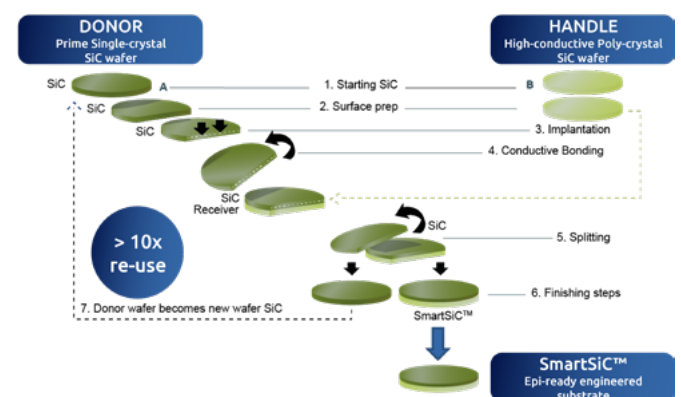 DONOR
Prime Single-crystal
SiC wafer
HANDLE
High-conductive Poly-crystal
SiC wafer
SiC
A
1. Starting SiC
B
SiC
2. Surface prep
SiC
3. Implantation
4. Conductive Bonding
SiC
Receiver
SiC
5. Splitting
> 10x
re-use
6. Finishing steps
7. Donor wafer becomes new wafer SiC
SmartSiC™
SmartSiC™
Epi-ready engineered
substrate